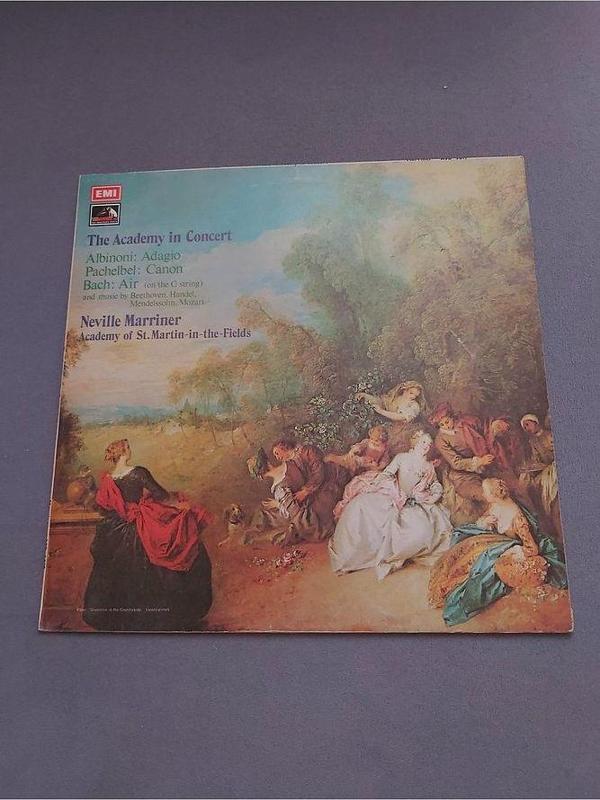 EMI
The Academy in Concert
Albinoni: Adagio
Pachelbel: Canon
Bach: Air (on the G string)
and music by Beethoven, Handel,
Mendelssohn, Mozart
Neville Marriner
Academy of St. Martin-in-the-Fields